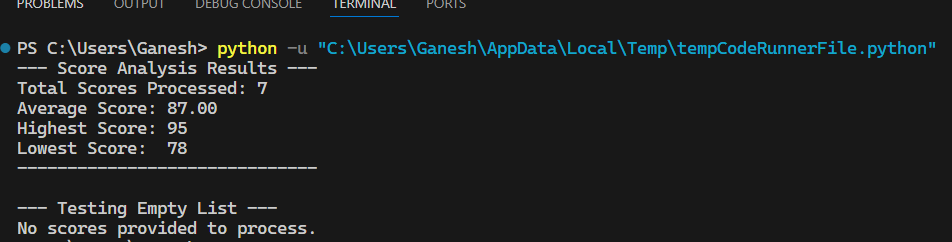 PROBLEMS OUTPUT DEBUG CONSOLE TERMINAL PORTS
PS C:\Users\Ganesh> python -u "C:\Users\Ganesh\AppData\Local\Temp\tempCodeRunnerFile.python"
--- Score Analysis Results ---
Total Scores Processed: 7
Average Score: 87.00
Highest Score: 95
Lowest Score:  78
------------------------------
--- Testing Empty List ---
No scores provided to process.